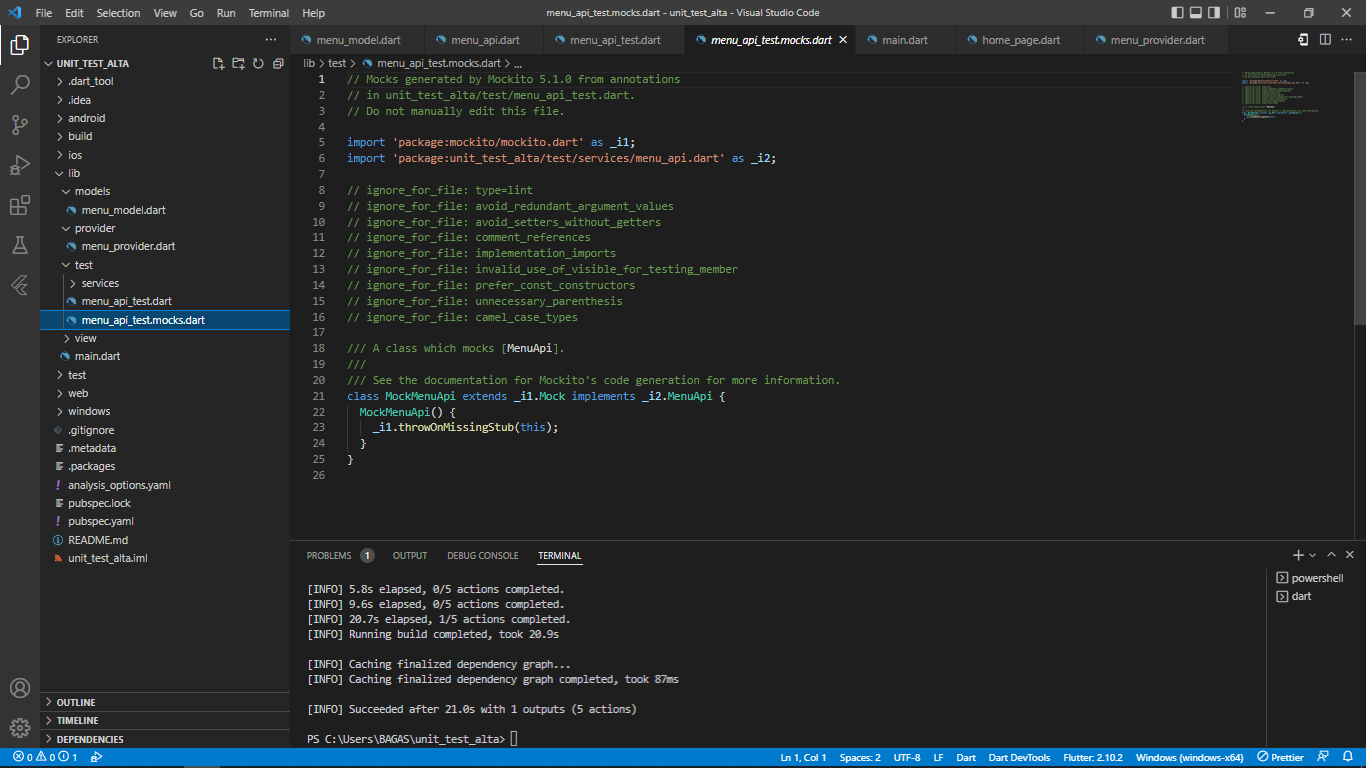 File Edit Selection View Go Run Terminal Help
menu_api_test.mocks.dart - unit_test_alta - Visual Studio Code
EXPLORER
UNIT_TEST_ALTA
.dart_tool
.idea
android
build
ios
lib
models
menu_model.dart
provider
menu_provider.dart
test
services
menu_api_test.dart
menu_api_test.mocks.dart
view
main.dart
test
web
windows
.gitignore
.metadata
.packages
analysis_options.yaml
pubspec.lock
pubspec.yaml
README.md
unit_test_alta.iml
OUTLINE
TIMELINE
DEPENDENCIES
menu_model.dart menu_api.dart menu_api_test.dart menu_api_test.mocks.dart main.dart home_page.dart menu_provider.dart
lib > test > menu_api_test.mocks.dart > ...
1 // Mocks generated by Mockito 5.1.0 from annotations
2 // in unit_test_alta/test/menu_api_test.dart.
3 // Do not manually edit this file.
4
5 import 'package:mockito/mockito.dart' as _i1;
6 import 'package:unit_test_alta/test/services/menu_api.dart' as _i2;
7
8 // ignore_for_file: type=lint
9 // ignore_for_file: avoid_redundant_argument_values
10 // ignore_for_file: avoid_setters_without_getters
11 // ignore_for_file: comment_references
12 // ignore_for_file: implementation_imports
13 // ignore_for_file: invalid_use_of_visible_for_testing_member
14 // ignore_for_file: prefer_const_constructors
15 // ignore_for_file: unnecessary_parenthesis
16 // ignore_for_file: camel_case_types
17
18 /// A class which mocks [MenuApi].
19 ///
20 /// See the documentation for Mockito's code generation for more information.
21 class MockMenuApi extends _i1.Mock implements _i2.MenuApi {
22 MockMenuApi() {
23 _i1.throwOnMissingStub(this);
24 }
25 }
26
PROBLEMS 1 OUTPUT DEBUG CONSOLE TERMINAL
[INFO] 5.8s elapsed, 0/5 actions completed.
[INFO] 9.6s elapsed, 0/5 actions completed.
[INFO] 20.7s elapsed, 1/5 actions completed.
[INFO] Running build completed, took 20.9s
[INFO] Caching finalized dependency graph...
[INFO] Caching finalized dependency graph completed, took 87ms
[INFO] Succeeded after 21.0s with 1 outputs (5 actions)
PS C:\Users\BAGAS\unit_test_alta>
powershell
dart
0 0 1 Ln 1, Col 1 Spaces: 2 UTF-8 LF Dart Dart DevTools Flutter: 2.10.2 Windows (windows-x64) Prettier